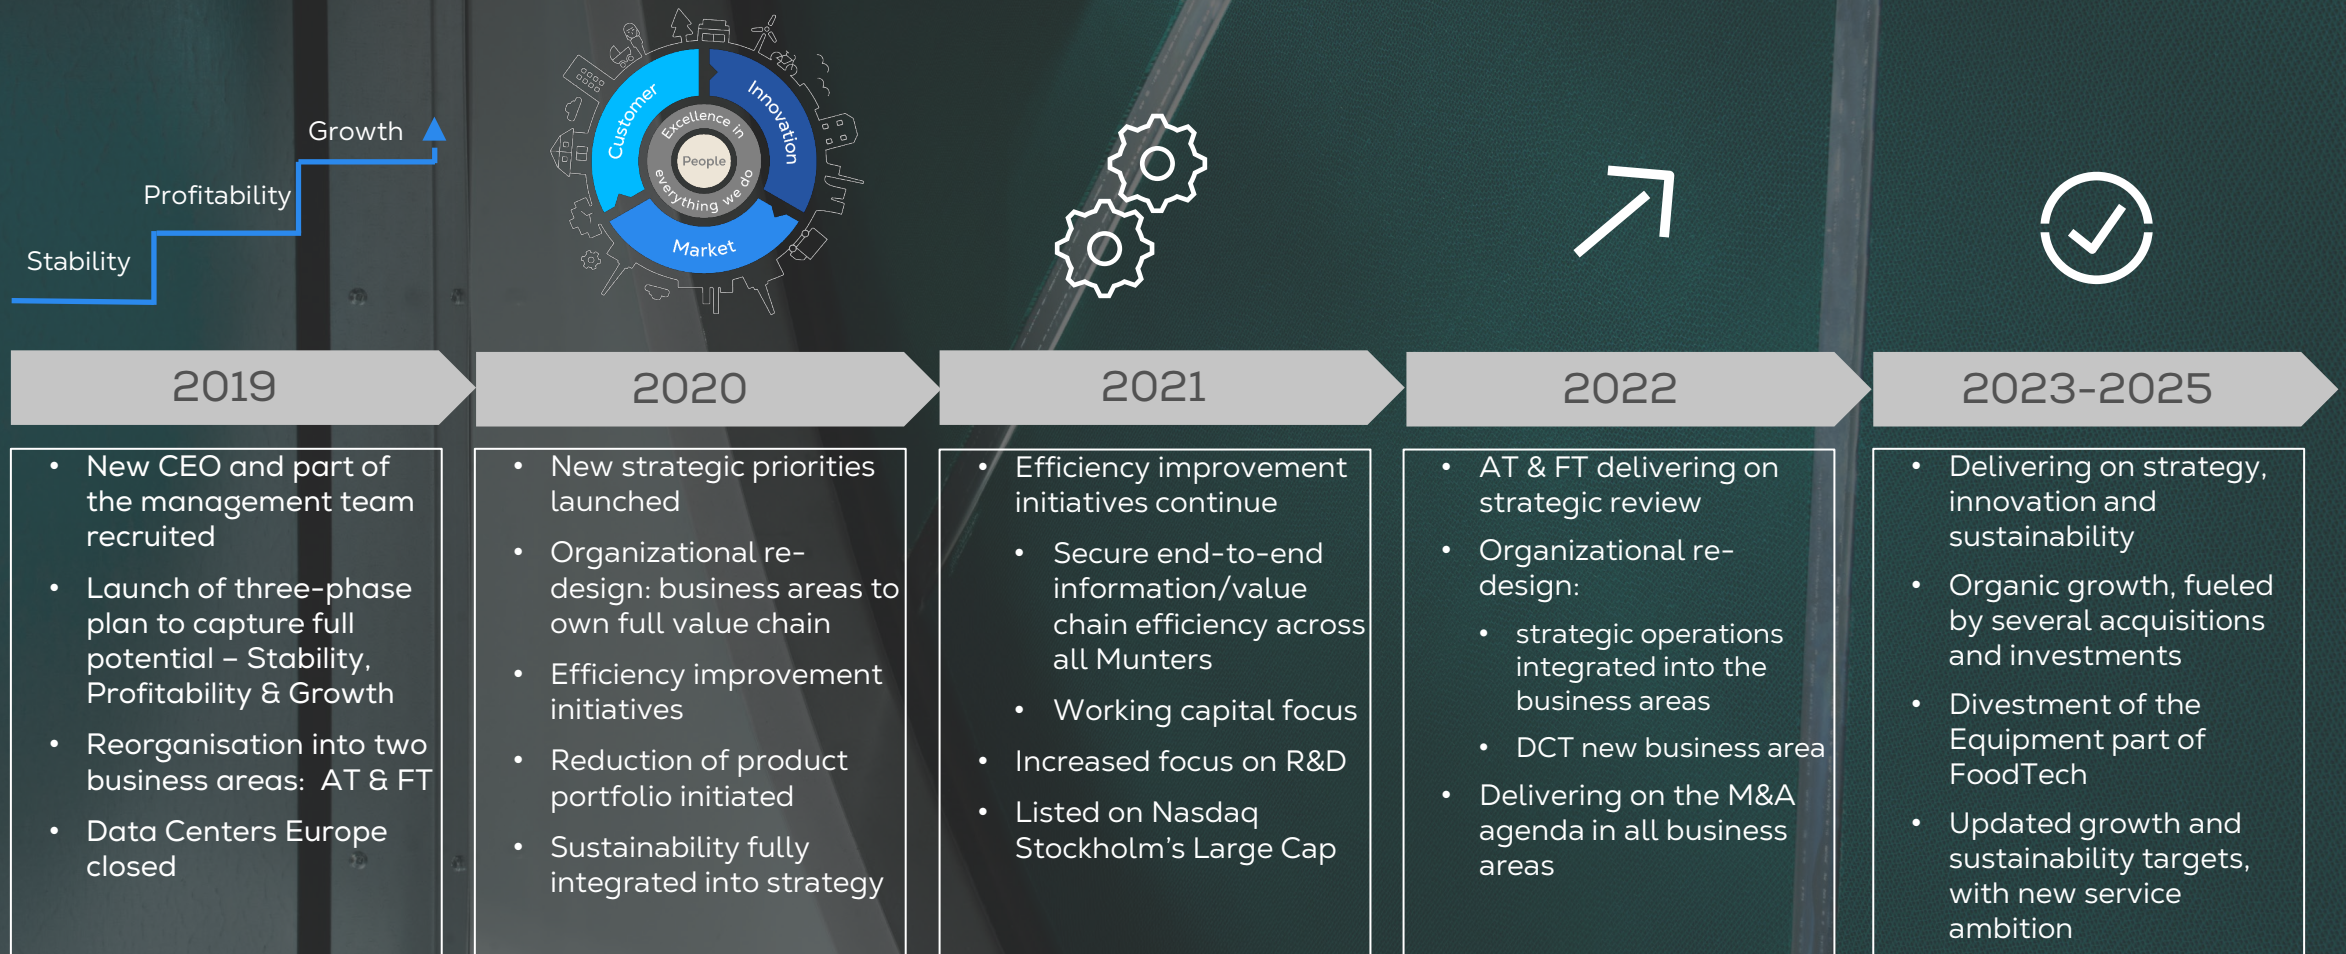 Growth
Profitability
Stability
Customer
Innovation
Market
Excellence in
everything we do
People
2019
• New CEO and part of
the management team
recruited
• Launch of three-phase
plan to capture full
potential – Stability,
Profitability & Growth
• Reorganisation into two
business areas: AT & FT
• Data Centers Europe
closed
2020
• New strategic priorities
launched
• Organizational re-
design: business areas to
own full value chain
• Efficiency improvement
initiatives
• Reduction of product
portfolio initiated
• Sustainability fully
integrated into strategy
2021
• Efficiency improvement
initiatives continue
• Secure end-to-end
information/value
chain efficiency across
all Munters
• Working capital focus
• Increased focus on R&D
• Listed on Nasdaq
Stockholm’s Large Cap
2022
• AT & FT delivering on
strategic review
• Organizational re-
design:
• strategic operations
integrated into the
business areas
• DCT new business area
• Delivering on the M&A
agenda in all business
areas
2023-2025
• Delivering on strategy,
innovation and
sustainability
• Organic growth, fueled
by several acquisitions
and investments
• Divestment of the
Equipment part of
FoodTech
• Updated growth and
sustainability targets,
with new service
ambition